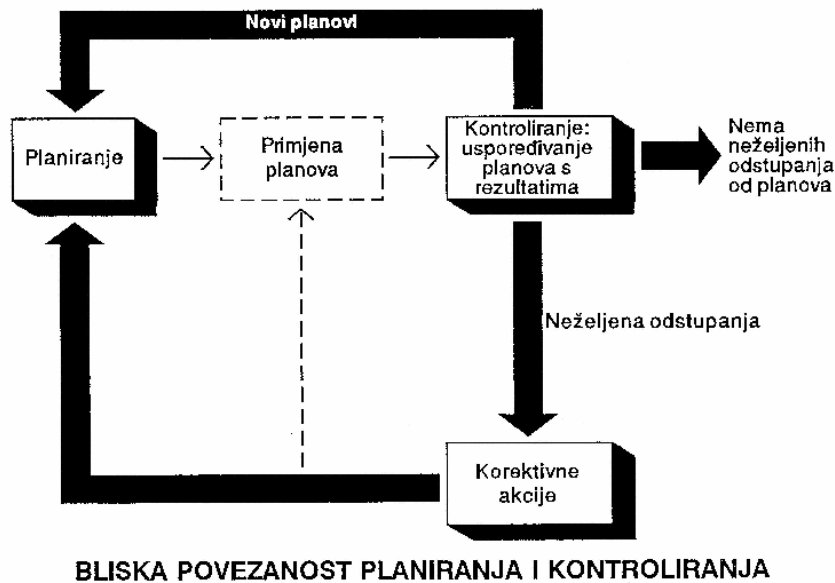 Novi planovi
Planiranje
Primjena
planova
Kontroliranje:
uspoređivanje
planova s
rezultatima
Nema
neželjenih
odstupanja
od planova
Neželjena odstupanja
Korektivne
akcije
BLISKA POVEZANOST PLANIRANJA I KONTROLIRANJA